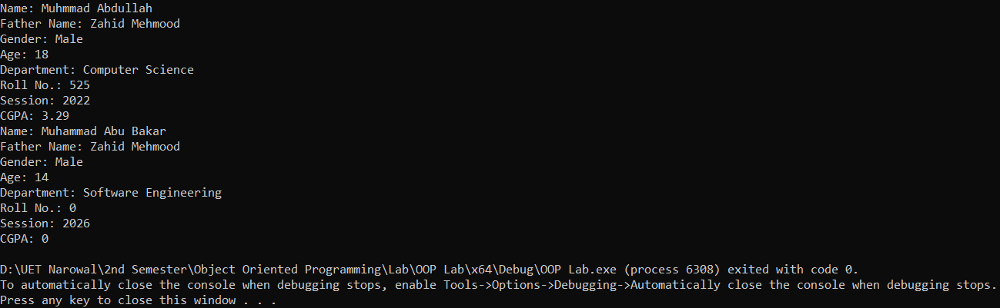 Name: Muhmmad Abdullah
Father Name: Zahid Mehmood
Gender: Male
Age: 18
Department: Computer Science
Roll No.: 525
Session: 2022
CGPA: 3.29
Name: Muhammad Abu Bakar
Father Name: Zahid Mehmood
Gender: Male
Age: 14
Department: Software Engineering
Roll No.: 0
Session: 2026
CGPA: 0

D:\UET Narowal\2nd Semester\Object Oriented Programming\Lab\OOP Lab\x64\Debug\OOP Lab.exe (process 6308) exited with code 0.
To automatically close the console when debugging stops, enable Tools->Options->Debugging->Automatically close the console when debugging stops.
Press any key to close this window . . .